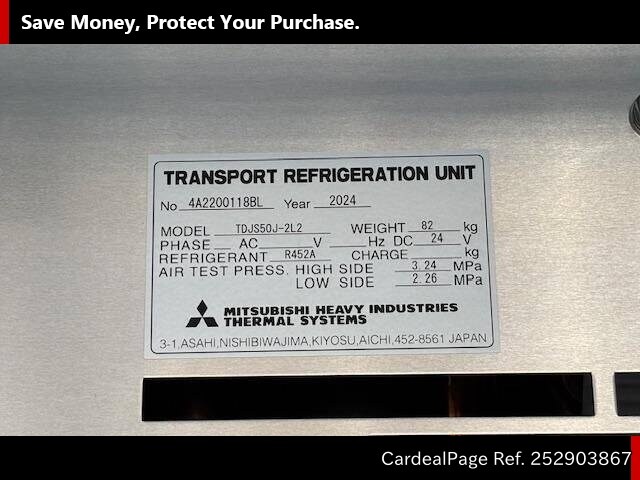 Save Money, Protect Your Purchase.
TRANSPORT REFRIGERATION UNIT
No 4A2200118BL Year 2024
MODEL TDJS50J-2L2 WEIGHT 82 kg
PHASE AC V Hz DC 24 V
REFRIGERANT R452A CHARGE kg
AIR TEST PRESS. HIGH SIDE 3.24 MPa
LOW SIDE 2.26 MPa
MITSUBISHI HEAVY INDUSTRIES
THERMAL SYSTEMS
3-1,ASAHI,NISHIBIWAJIMA,KIYOSU,AICHI,452-8561 JAPAN
CardealPage Ref. 252903867